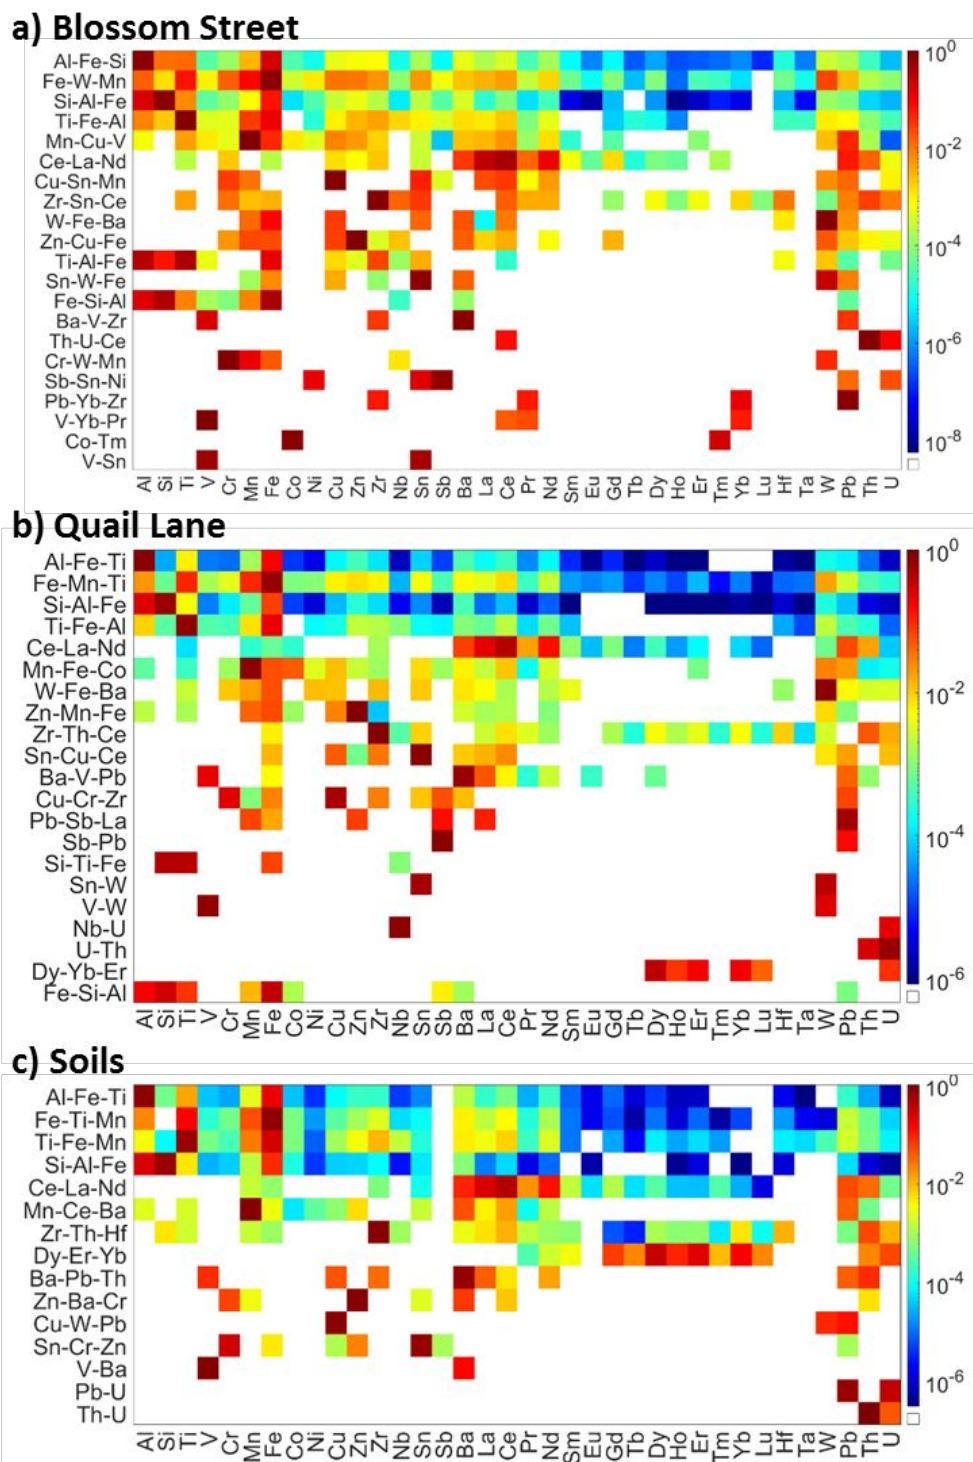 a) Blossom Street
Al-Fe-Si
Fe-W-Mn
Si-Al-Fe
Ti-Fe-Al
Mn-Cu-V
Ce-La-Nd
Cu-Sn-Mn
Zr-Sn-Ce
W-Fe-Ba
Zn-Cu-Fe
Ti-Al-Fe
Sn-W-Fe
Fe-Si-Al
Ba-V-Zr
Th-U-Ce
Cr-W-Mn
Sb-Sn-Ni
Pb-Yb-Zr
V-Yb-Pr
Co-Tm
V-Sn
10^0
10^-2
10^-4
10^-6
10^-8
Al Si Ti V Cr Mn Fe Co Ni Cu Zn Zr Nb Sn Sb Ba La Ce Pr Nd Sm Eu Gd Tb Dy Ho Er Tm Yb Lu Hf Ta W Pb Th U
b) Quail Lane
Al-Fe-Ti
Fe-Mn-Ti
Si-Al-Fe
Ti-Fe-Al
Ce-La-Nd
Mn-Fe-Co
W-Fe-Ba
Zn-Mn-Fe
Zr-Th-Ce
Sn-Cu-Ce
Ba-V-Pb
Cu-Cr-Zr
Pb-Sb-La
Sb-Pb
Si-Ti-Fe
Sn-W
V-W
Nb-U
U-Th
Dy-Yb-Er
Fe-Si-Al
10^0
10^-2
10^-4
10^-6
Al Si Ti V Cr Mn Fe Co Ni Cu Zn Zr Nb Sn Sb Ba La Ce Pr Nd Sm Eu Gd Tb Dy Ho Er Tm Yb Lu Hf Ta W Pb Th U
c) Soils
Al-Fe-Ti
Fe-Ti-Mn
Ti-Fe-Mn
Si-Al-Fe
Ce-La-Nd
Mn-Ce-Ba
Zr-Th-Hf
Dy-Er-Yb
Ba-Pb-Th
Zn-Ba-Cr
Cu-W-Pb
Sn-Cr-Zn
V-Ba
Pb-U
Th-U
10^0
10^-2
10^-4
10^-6
Al Si Ti V Cr Mn Fe Co Ni Cu Zn Zr Nb Sn Sb Ba La Ce Pr Nd Sm Eu Gd Tb Dy Ho Er Tm Yb Lu Hf Ta W Pb Th U